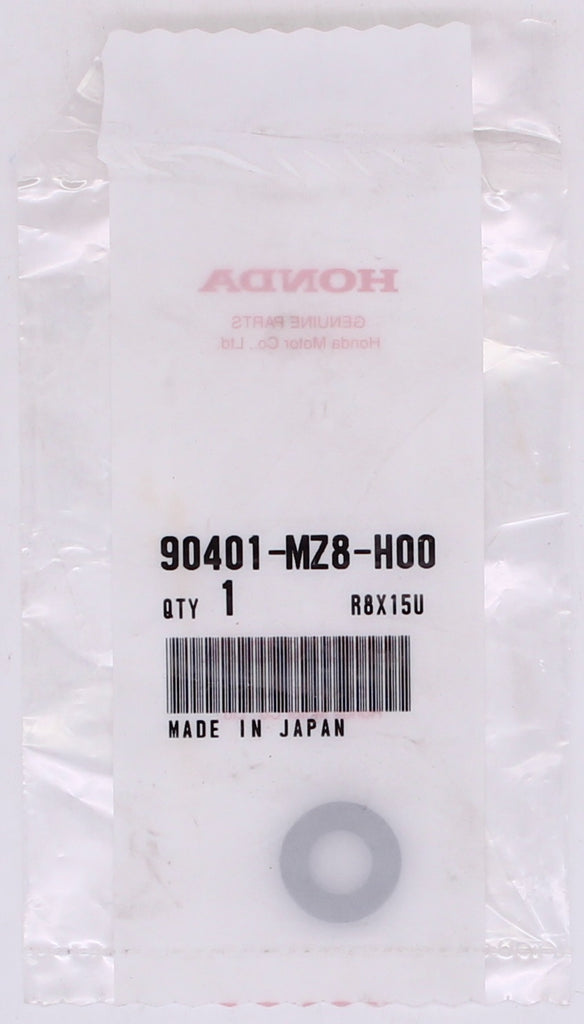 HONDA
GENUINE PARTS
Honda Motor Co., Ltd.
90401-MZ8-H00
QTY 1 R8X15U
MADE IN JAPAN